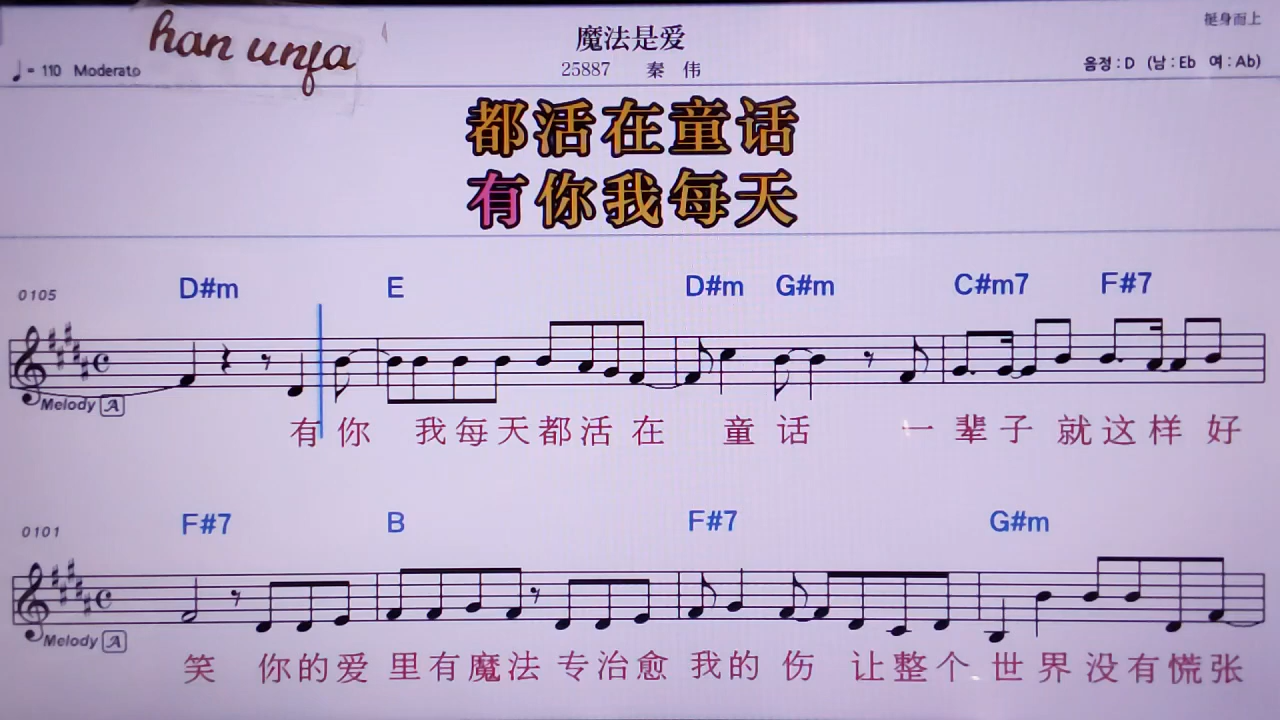 挺身而上
han unfa
魔法是爱
♩= 110 Moderato
25887 秦 伟
음정 : D (남 : Eb 여 : Ab)
都活在童话
有你我每天
0105 D#m E D#m G#m C#m7 F#7
Melody A
有 你 我 每 天 都 活 在 童 话 一 辈 子 就 这 样 好
0101 F#7 B F#7 G#m
Melody A
笑 你 的 爱 里 有 魔 法 专 治 愈 我 的 伤 让 整 个 世 界 没 有 慌 张